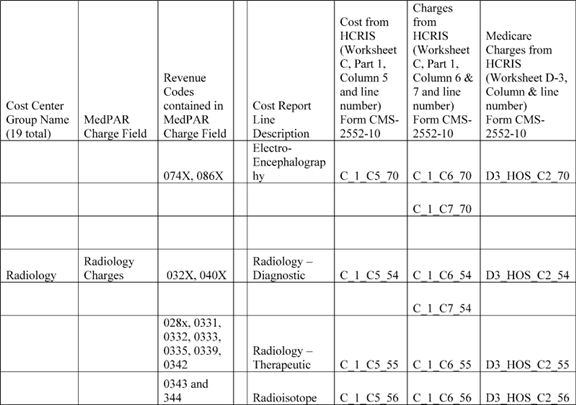 Cost Center
Group Name
(19 total)
MedPAR
Charge Field
Revenue
Codes
contained in
MedPAR
Charge Field
Cost Report
Line
Description
Cost from
HCRIS
(Worksheet
C, Part 1,
Column 5
and line
number)
Form CMS-
2552-10
Charges
from
HCRIS
(Worksheet
C, Part 1,
Column 6 &
7 and line
number)
Form CMS-
2552-10
Medicare
Charges from
HCRIS
(Worksheet D-3,
Column & line
number)
Form CMS-
2552-10
074X, 086X
Electro-
Encephalograp
hy
C_1_C5_70
C_1_C6_70
D3_HOS_C2_70
C_1_C7_70
Radiology
Radiology
Charges
032X, 040X
Radiology –
Diagnostic
C_1_C5_54
C_1_C6_54
D3_HOS_C2_54
C_1_C7_54
028x, 0331,
0332, 0333,
0335, 0339,
0342
Radiology –
Therapeutic
C_1_C5_55
C_1_C6_55
D3_HOS_C2_55
0343 and
344
Radioisotope
C_1_C5_56
C_1_C6_56
D3_HOS_C2_56